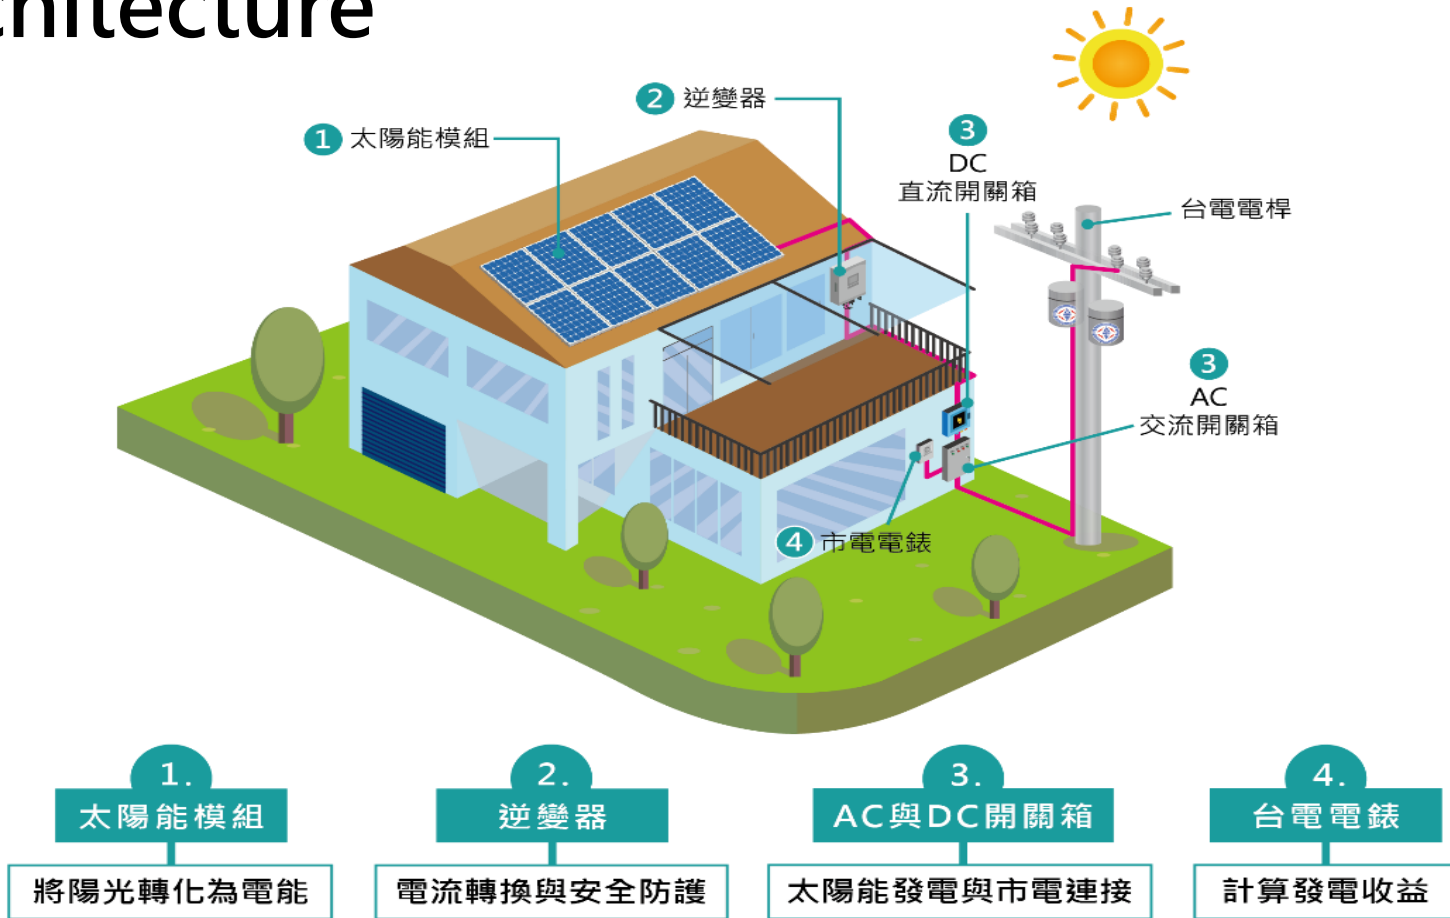 chitecture
2 逆變器
1 太陽能模組
3
DC
直流開關箱
台電電桿
3
AC
交流開關箱
4 市電電錶
1.
太陽能模組
將陽光轉化為電能
2.
逆變器
電流轉換與安全防護
3.
AC與DC開關箱
太陽能發電與市電連接
4.
台電電錶
計算發電收益